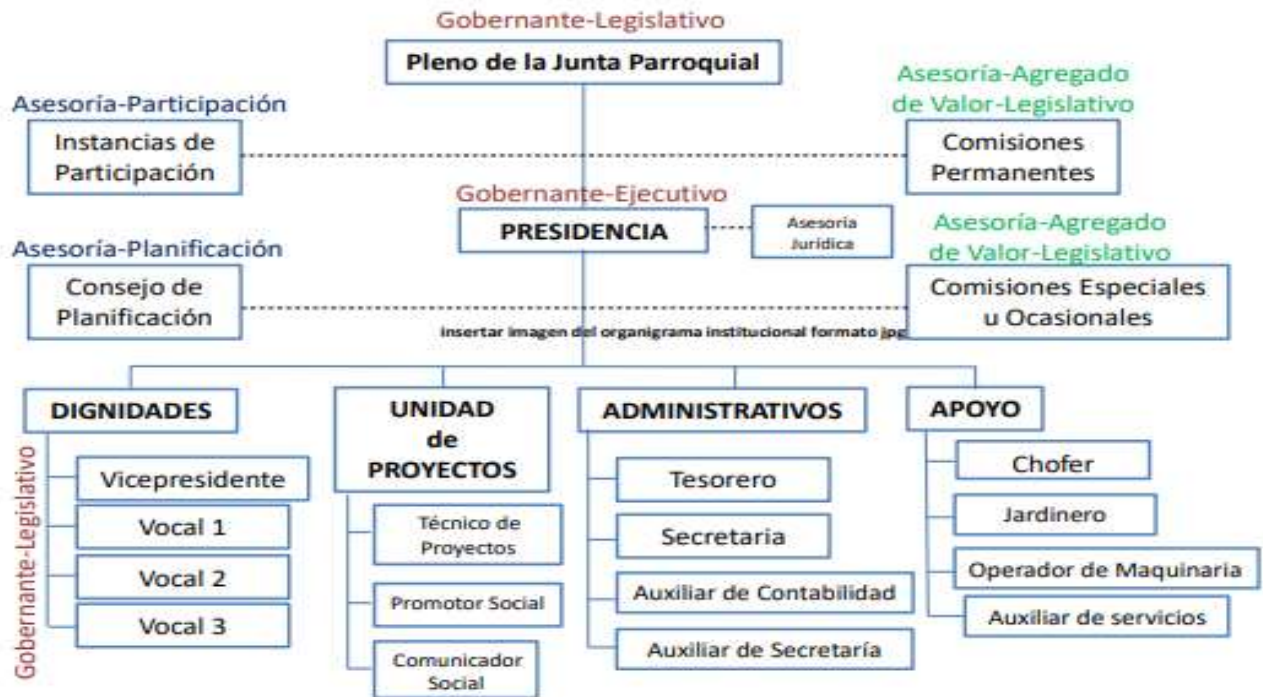 Gobernante-Legislativo
Pleno de la Junta Parroquial
Asesoría-Participación
Instancias de
Participación
Asesoría-Agregado
de Valor-Legislativo
Comisiones
Permanentes
Gobernante-Ejecutivo
PRESIDENCIA
Asesoría
Jurídica
Asesoría-Planificación
Consejo de
Planificación
Asesoría-Agregado
de Valor-Legislativo
Comisiones Especiales
u Ocasionales
insertar imagen del organigrama institucional formato jpg
Gobernante-Legislativo
DIGNIDADES
Vicepresidente
Vocal 1
Vocal 2
Vocal 3
UNIDAD
de
PROYECTOS
Técnico de
Proyectos
Promotor Social
Comunicador
Social
ADMINISTRATIVOS
Tesorero
Secretaria
Auxiliar de Contabilidad
Auxiliar de Secretaría
APOYO
Chofer
Jardinero
Operador de Maquinaria
Auxiliar de servicios